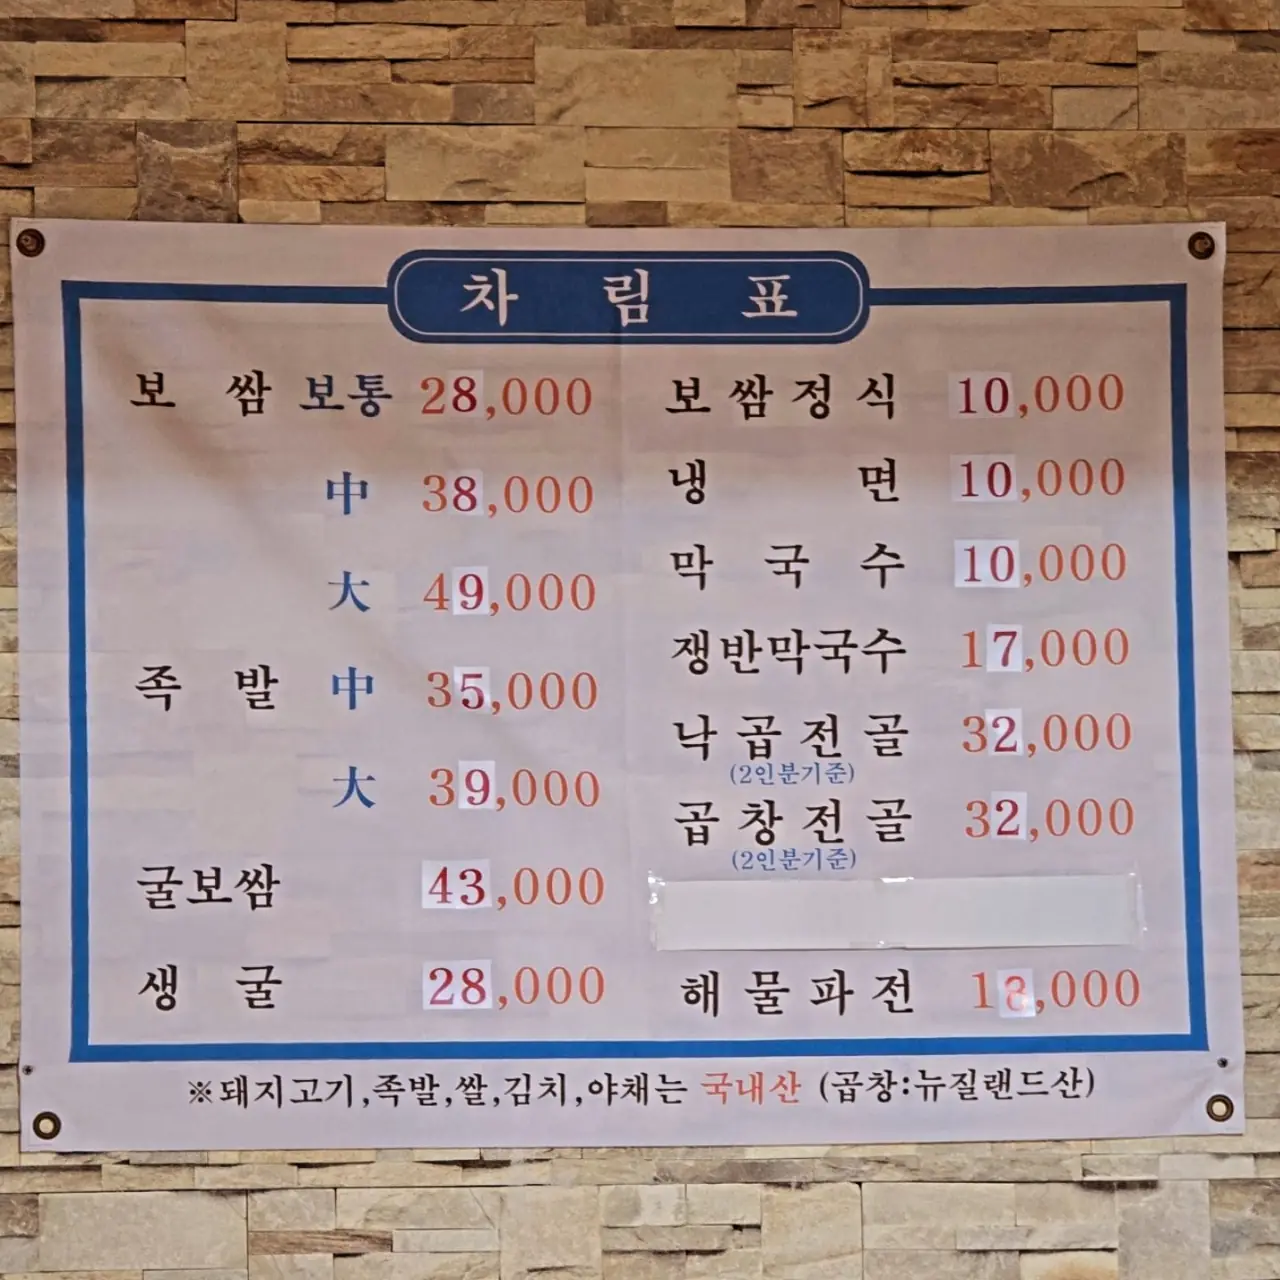 차림표
보쌈 보통 28,000
中 38,000
大 49,000
족발 中 35,000
大 39,000
굴보쌈 43,000
생굴 28,000
보쌈정식 10,000
냉면 10,000
막국수 10,000
쟁반막국수 17,000
낙곱전골 32,000
(2인분기준)
곱창전골 32,000
(2인분기준)
해물파전 18,000
※돼지고기,족발,쌀,김치,야채는 국내산 (곱창:뉴질랜드산)